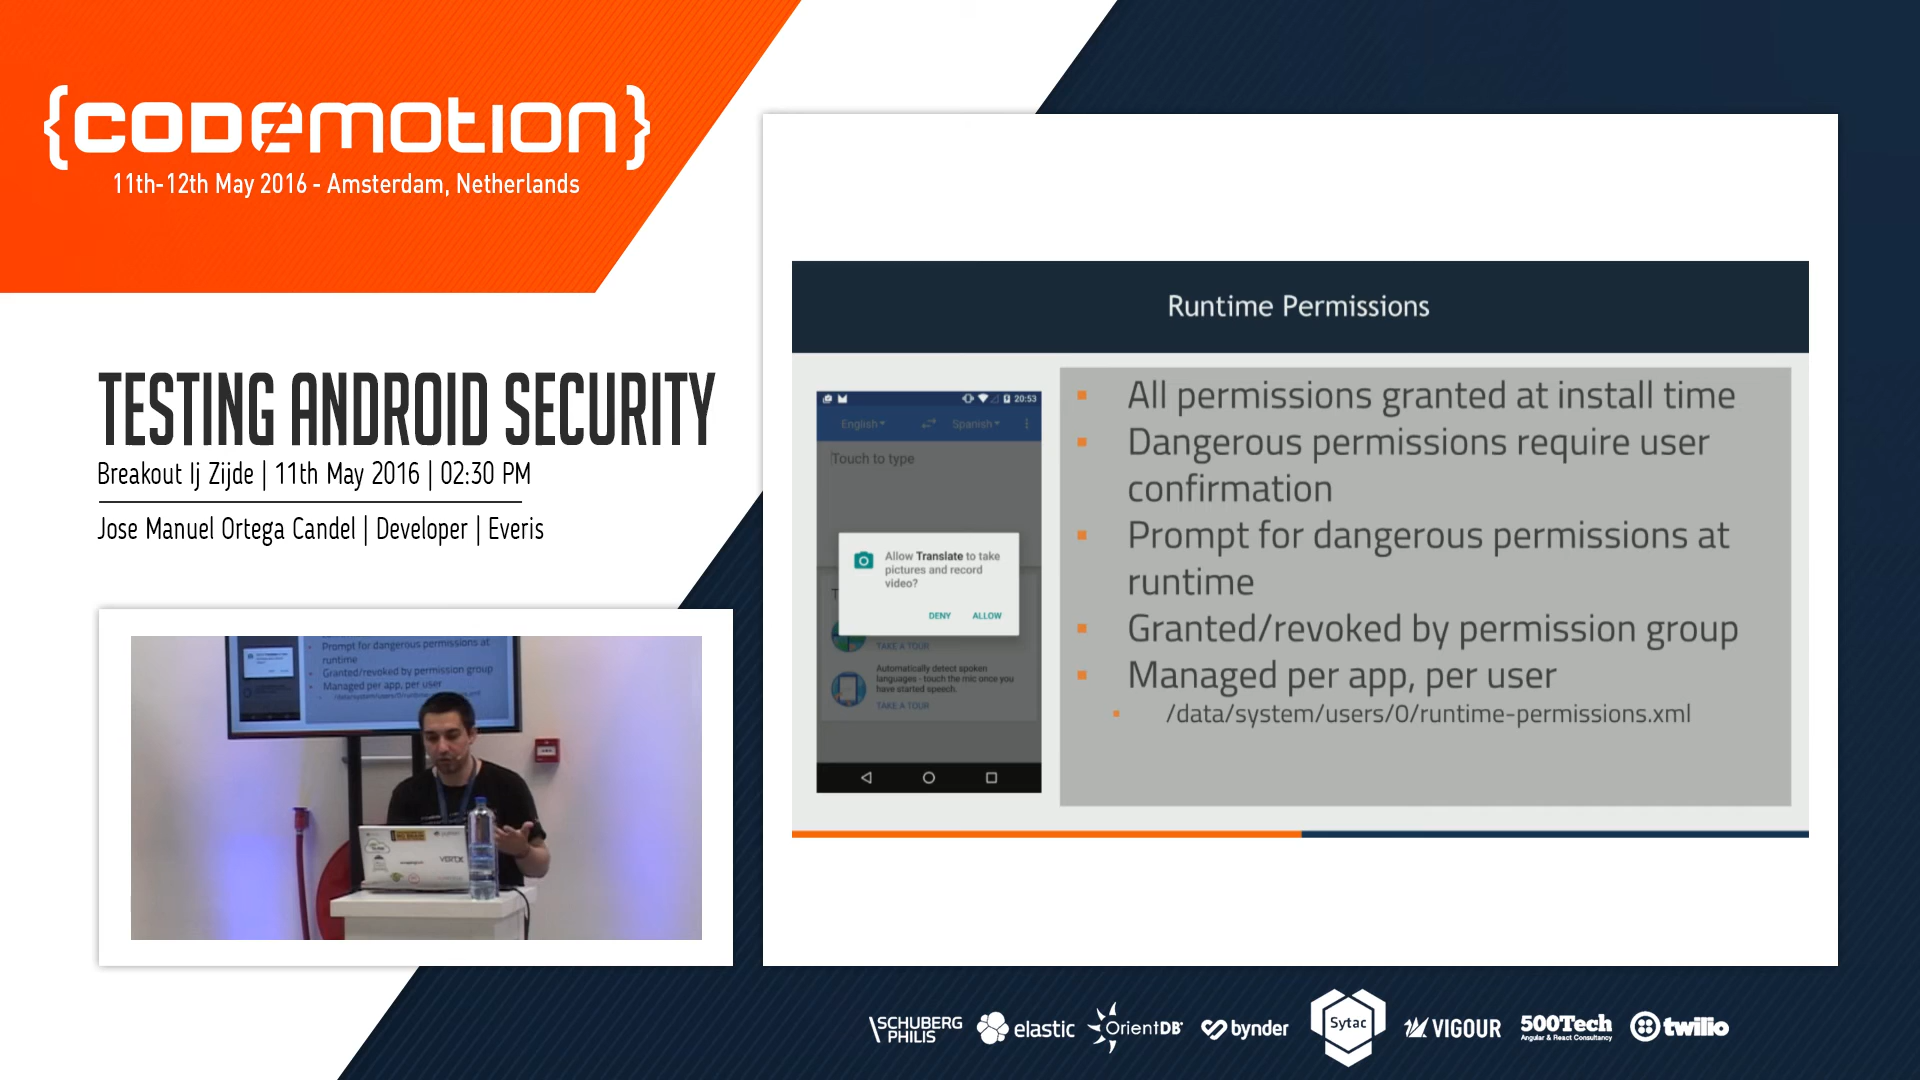 {codemotion}
11th-12th May 2016 - Amsterdam, Netherlands
TESTING ANDROID SECURITY
Breakout Ij Zijde | 11th May 2016 | 02:30 PM
Jose Manuel Ortega Candel | Developer | Everis
Prompt for dangerous permissions at
runtime
Granted/revoked by permission group
Managed per app, per user
Runtime Permissions
20:53
English
Spanish
Touch to type
Allow Translate to take
pictures and record
video?
DENY ALLOW
TAKE A TOUR
Automatically detect spoken
languages - touch the mic once you
have started speech.
TAKE A TOUR
All permissions granted at install time
Dangerous permissions require user
confirmation
Prompt for dangerous permissions at
runtime
Granted/revoked by permission group
Managed per app, per user
/data/system/users/0/runtime-permissions.xml
SCHUBERG
PHILIS
elastic
OrientDB
bynder
Sytac
VIGOUR
500Tech
Angular & React Consultancy
twilio